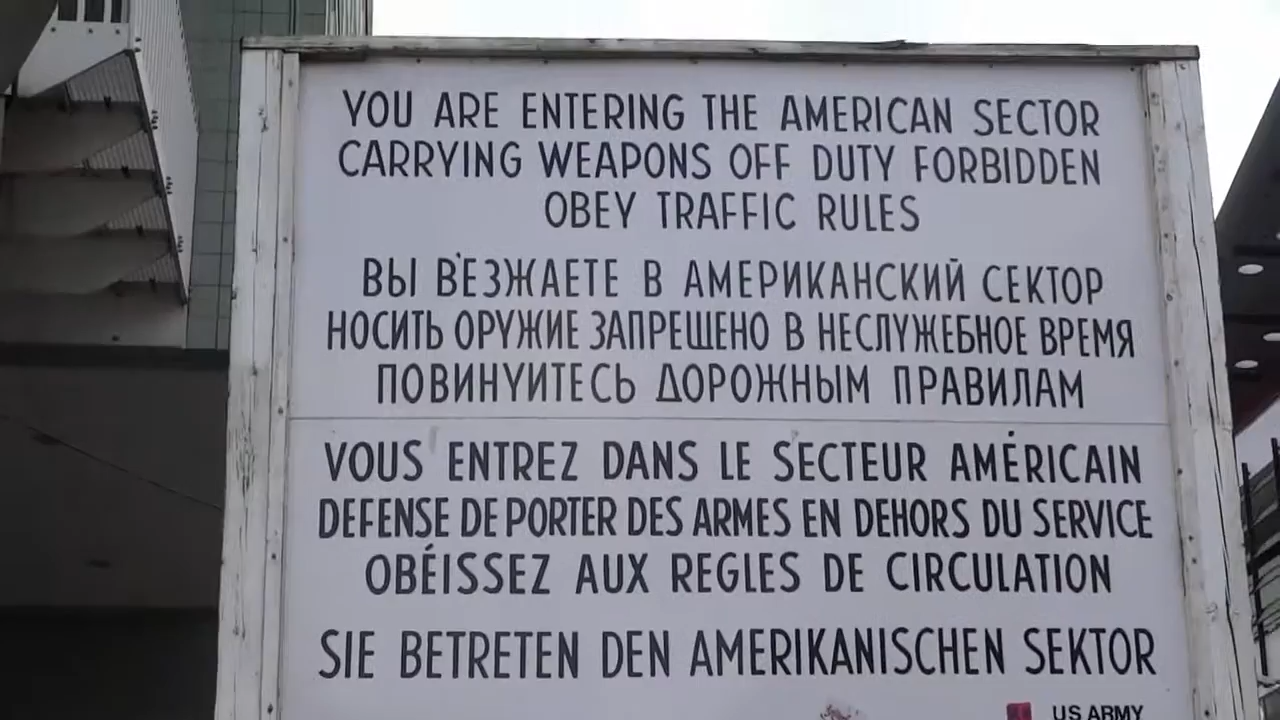 YOU ARE ENTERING THE AMERICAN SECTOR
CARRYING WEAPONS OFF DUTY FORBIDDEN
OBEY TRAFFIC RULES
ВЫ В'ЕЗЖАЕТЕ В АМЕРИКАНСКИЙ СЕКТОР
НОСИТЬ ОРУЖИЕ ЗАПРЕЩЕНО В НЕСЛУЖЕБНОЕ ВРЕМЯ
ПОВИНУИТЕСЬ ДОРОЖНЫМ ПРАВИЛАМ
VOUS ENTREZ DANS LE SECTEUR AMÉRICAIN
DEFENSE DE PORTER DES ARMES EN DEHORS DU SERVICE
OBÉISSEZ AUX REGLES DE CIRCULATION
SIE BETRETEN DEN AMERIKANISCHEN SEKTOR
US ARMY